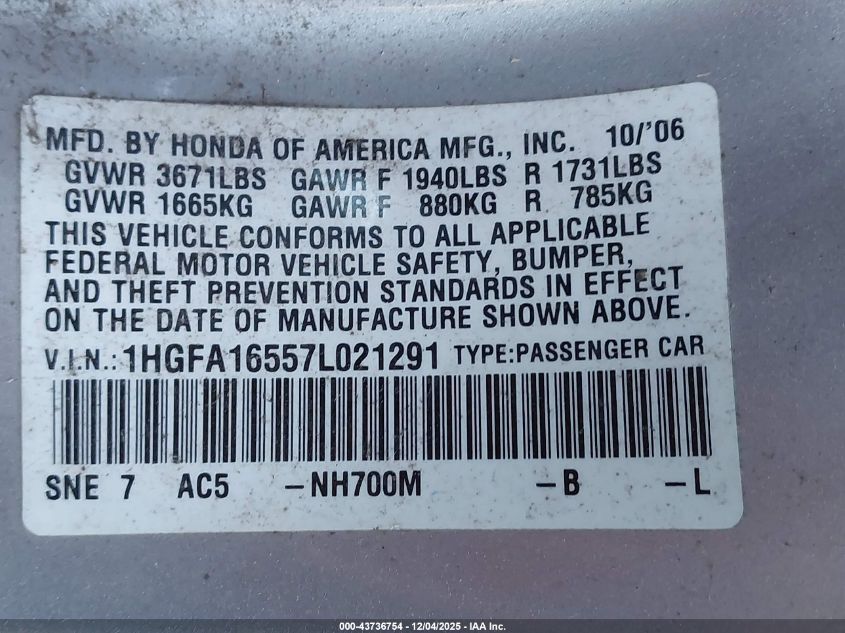 MFD. BY HONDA OF AMERICA MFG., INC. 10/'06
GVWR 3671LBS GAWR F 1940LBS R 1731LBS
GVWR 1665KG GAWR F 880KG R 785KG
THIS VEHICLE CONFORMS TO ALL APPLICABLE
FEDERAL MOTOR VEHICLE SAFETY, BUMPER,
AND THEFT PREVENTION STANDARDS IN EFFECT
ON THE DATE OF MANUFACTURE SHOWN ABOVE.
V.I.N.: 1HGFA16557L021291 TYPE:PASSENGER CAR
SNE 7 AC5 -NH700M -B -L
000-43736754 - 12/04/2025 - IAA Inc.